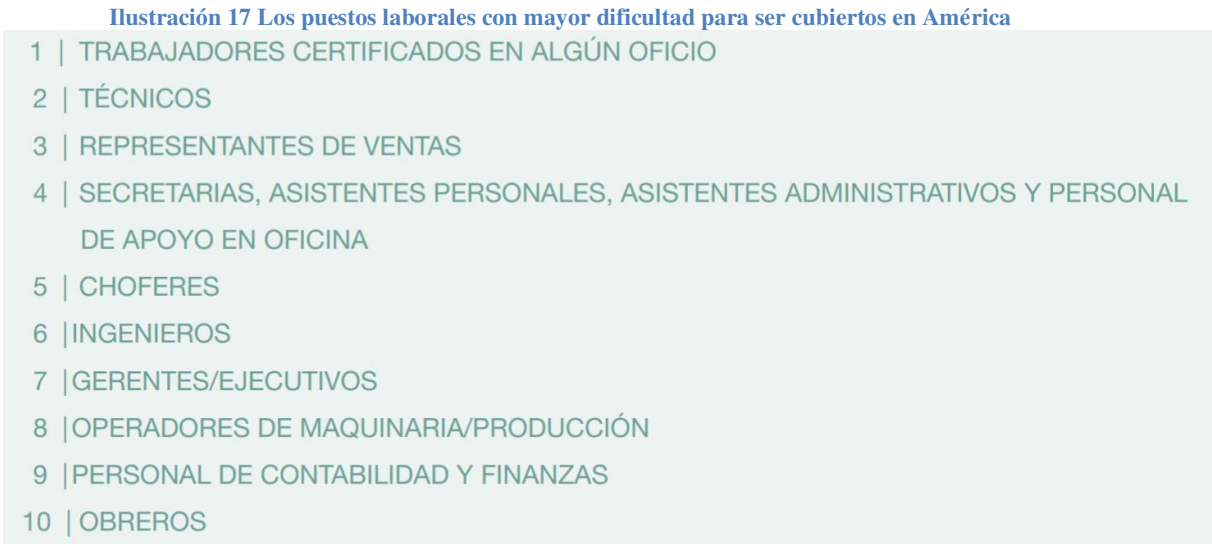 Ilustración 17 Los puestos laborales con mayor dificultad para ser cubiertos en América
1 | TRABAJADORES CERTIFICADOS EN ALGÚN OFICIO
2 | TÉCNICOS
3 | REPRESENTANTES DE VENTAS
4 | SECRETARIAS, ASISTENTES PERSONALES, ASISTENTES ADMINISTRATIVOS Y PERSONAL
DE APOYO EN OFICINA
5 | CHOFERES
6 |INGENIEROS
7 |GERENTES/EJECUTIVOS
8 |OPERADORES DE MAQUINARIA/PRODUCCIÓN
9 |PERSONAL DE CONTABILIDAD Y FINANZAS
10 | OBREROS